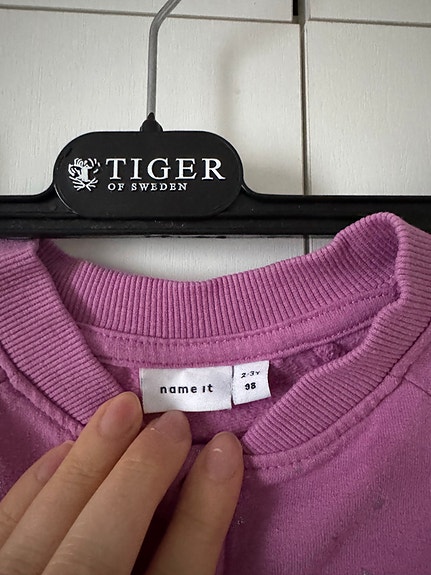 TIGER
OF SWEDEN
name it
2-3Y
98